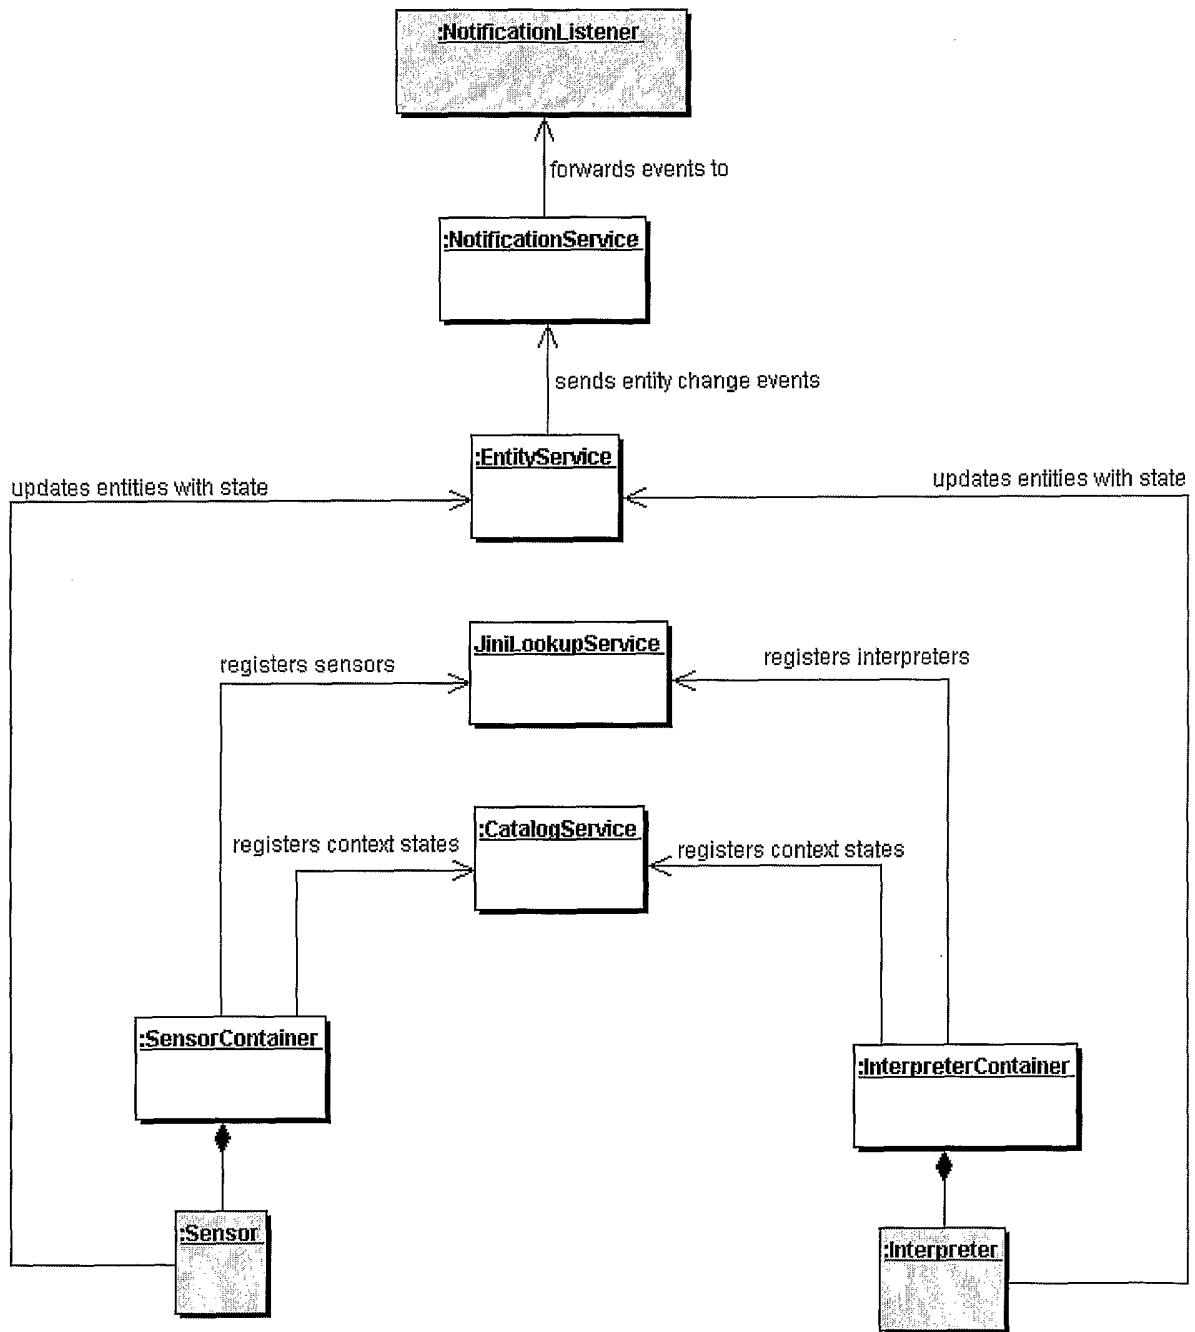 :NotificationListener
forwards events to
:NotificationService
sends entity change events
:EntityService
updates entities with state
updates entities with state
JiniLookupService
registers sensors
registers interpreters
:CatalogService
registers context states
registers context states
:SensorContainer
:InterpreterContainer
:Sensor
:Interpreter